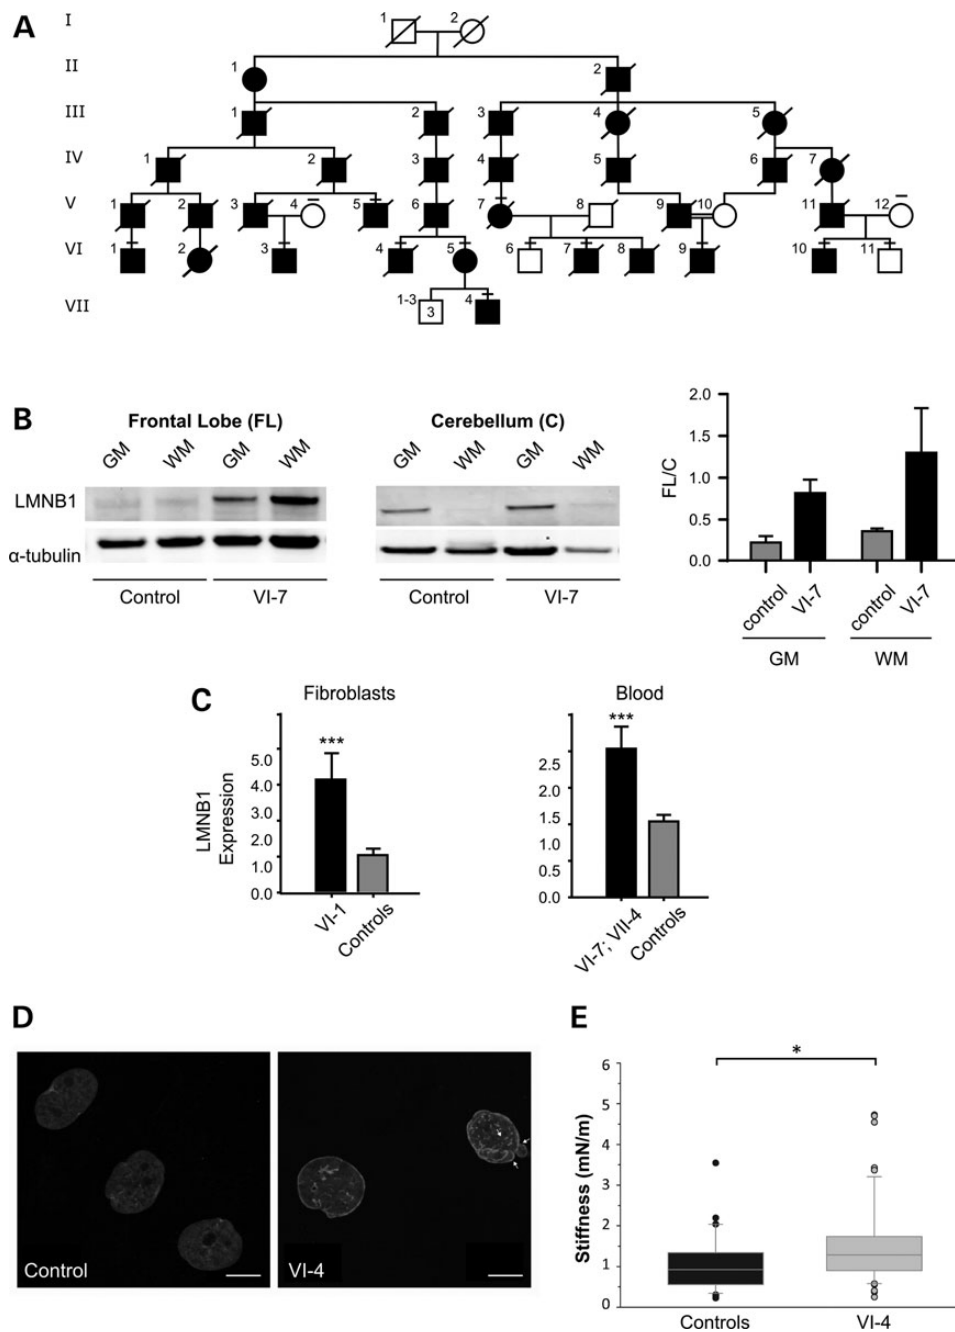 A
I
1 2
II
1 2
III
1 2 3 4 5
IV
1 2 3 4 5 6 7
V
1 2 3 4 5 6 7 8 9 10 11 12
VI
1 2 3 4 5 6 7 8 9 10 11
VII
1-3 3 4
B
Frontal Lobe (FL)
GM WM GM WM
LMNB1
α-tubulin
Control VI-7
Cerebellum (C)
GM WM GM WM
Control VI-7
FL/C
2.0
1.5
1.0
0.5
0.0
control VI-7 control VI-7
GM WM
C
Fibroblasts
LMNB1
Expression
5.0
4.0
3.0
2.0
1.0
0.0
***
VI-1 Controls
Blood
2.5
2.0
1.5
1.0
0.5
0.0
***
VI-7; VII-4 Controls
D
Control
VI-4
E
Stiffness (mN/m)
6
5
4
3
2
1
0
*
Controls VI-4